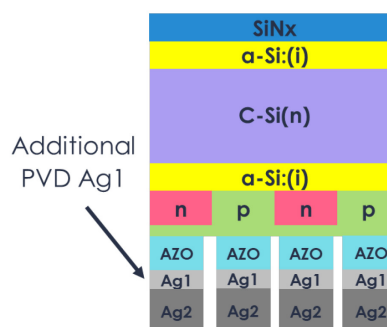 SiNx
a-Si:(i)
C-Si(n)
Additional
PVD Ag1
a-Si:(i)
n p n p
AZO AZO AZO AZO
Ag1 Ag1 Ag1 Ag1
Ag2 Ag2 Ag2 Ag2